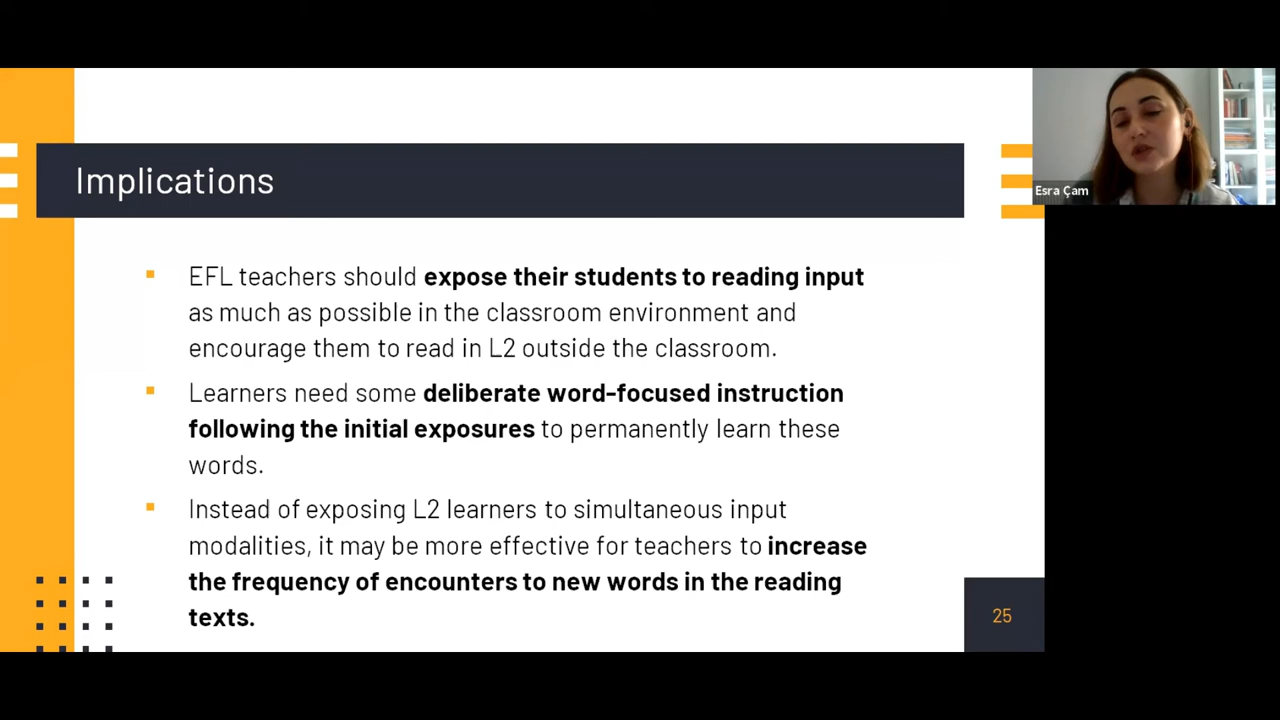 Implications
Esra Çam
EFL teachers should expose their students to reading input
as much as possible in the classroom environment and
encourage them to read in L2 outside the classroom.
Learners need some deliberate word-focused instruction
following the initial exposures to permanently learn these
words.
Instead of exposing L2 learners to simultaneous input
modalities, it may be more effective for teachers to increase
the frequency of encounters to new words in the reading
texts.
25